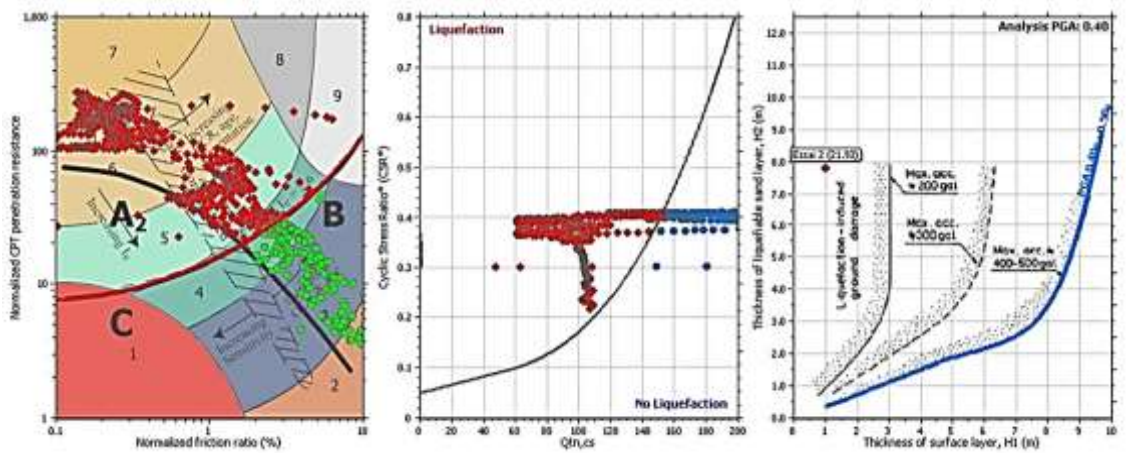 1,000
100
10
1
0.1
1
10
Normalized CPT penetration resistance
Normalized friction ratio (%)
7
8
9
6
5
4
1
2
A₂
B
C
Increasing
Increasing
Sensitivity
0.8
0.7
0.6
0.5
0.4
0.3
0.2
0.1
0
0
20
40
60
80
100
120
140
160
180
200
Cyclic Stress Ratio* (CSR*)
Qtn,cs
Liquefaction
No Liquefaction
Analysis PGA: 0.40
12.0
11.0
10.0
9.0
8.0
7.0
6.0
5.0
4.0
3.0
2.0
1.0
0.0
0
1
2
3
4
5
6
7
8
9
10
Thickness of liquefiable sand layer, H2 (m)
Thickness of surface layer, H1 (m)
Liquefaction-induced
ground damage
Max. acc.
200 gal
Max. acc.
300 gal
Max. acc.
400-500 gal